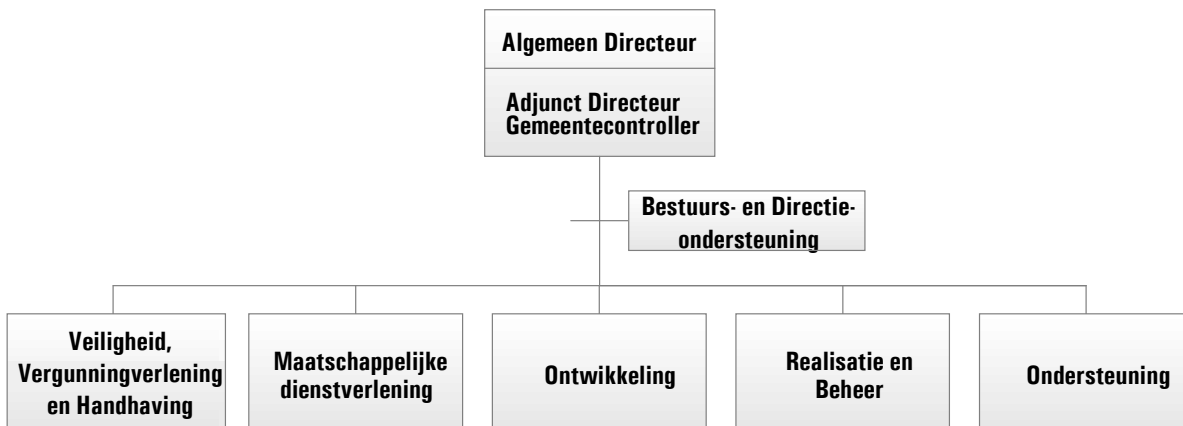 Algemeen Directeur
Adjunct Directeur
Gemeentecontroller
Bestuurs- en Directie-
ondersteuning
Veiligheid,
Vergunningverlening
en Handhaving
Maatschappelijke
dienstverlening
Ontwikkeling
Realisatie en
Beheer
Ondersteuning